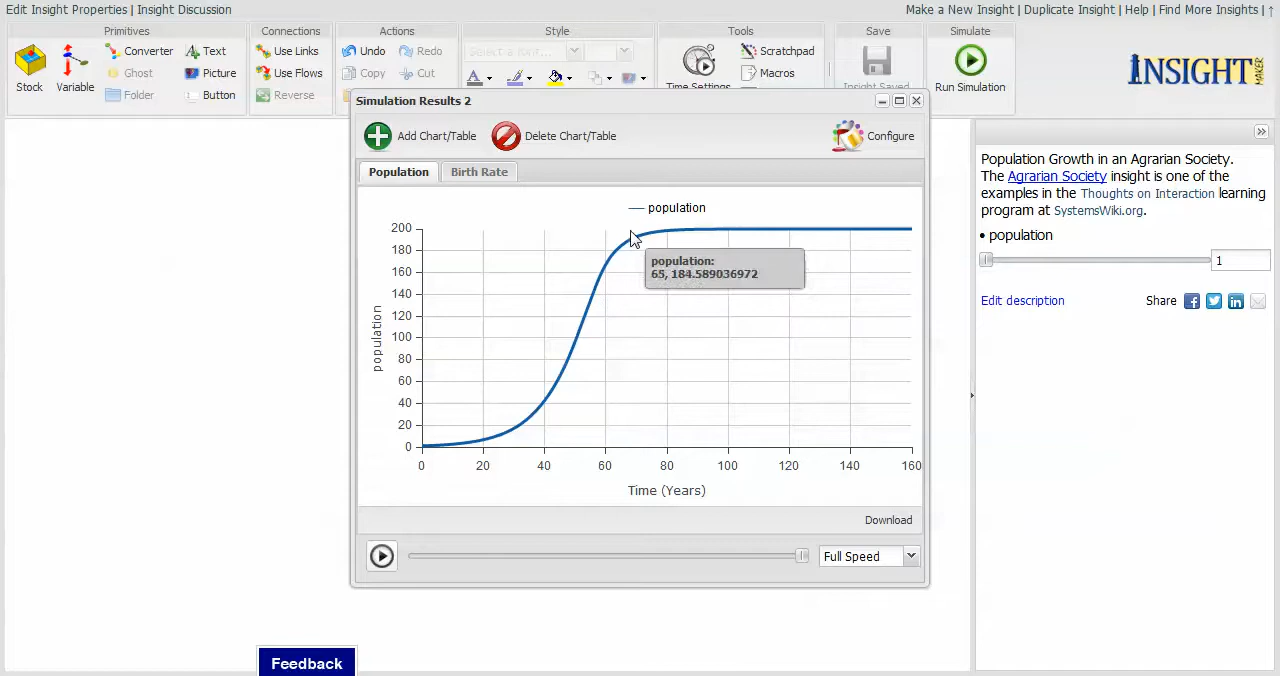 Edit Insight Properties | Insight Discussion
Make a New Insight | Duplicate Insight | Help | Find More Insights | ↑
Primitives
Connections
Actions
Style
Tools
Save
Simulate
Stock
Variable
Converter
Ghost
Folder
Text
Picture
Button
Use Links
Use Flows
Reverse
Undo
Redo
Copy
Cut
Select a font...
Time Settings
Scratchpad
Macros
Insight Saved
Run Simulation
INSIGHT MAKER
Simulation Results 2
Add Chart/Table
Delete Chart/Table
Configure
Population
Birth Rate
population
200
180
160
140
120
100
80
60
40
20
0
population
population:
65, 184.589036972
0 20 40 60 80 100 120 140 160
Time (Years)
Download
Full Speed
Population Growth in an Agrarian Society.
The Agrarian Society insight is one of the
examples in the Thoughts on Interaction learning
program at SystemsWiki.org.
• population
1
Edit description
Share
Feedback